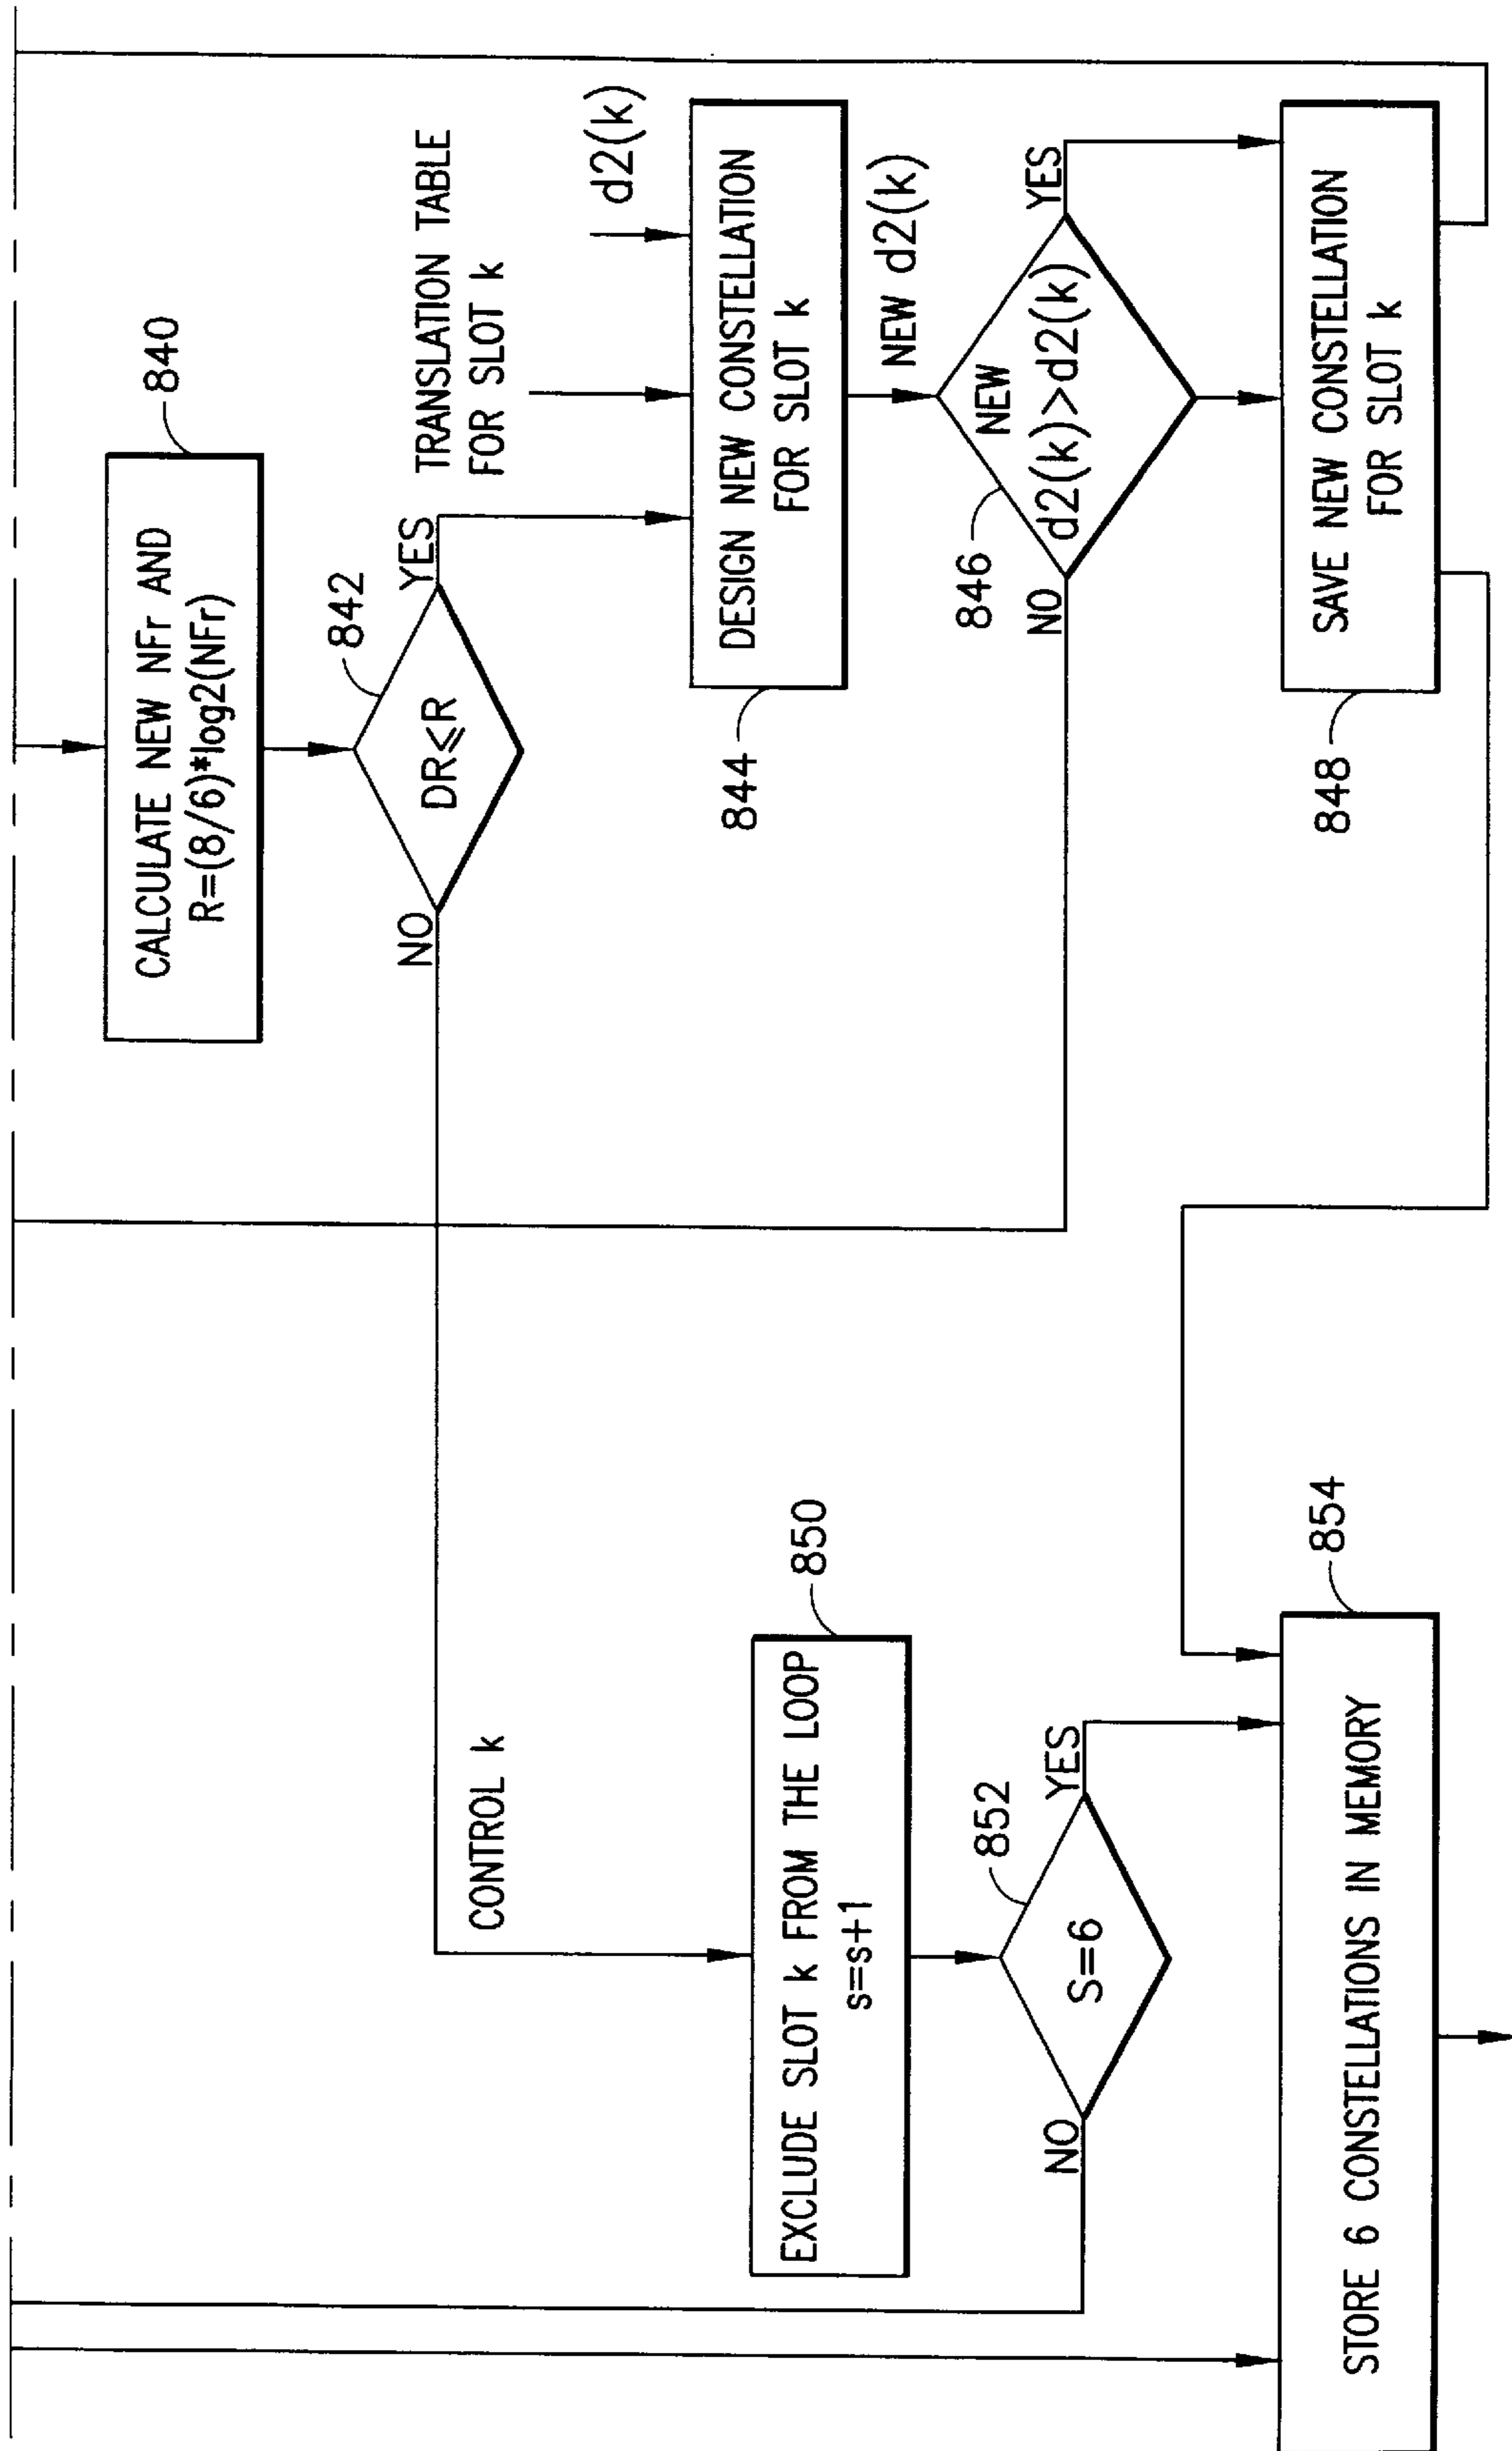 CALCULATE NEW NFr AND
R=(8/6)*log2(NFr)
840
842
DR≤R
YES
NO
TRANSLATION TABLE
FOR SLOT k
d2(k)
DESIGN NEW CONSTELLATION
FOR SLOT k
844
NEW d2(k)
NEW
d2(k)>d2(k)
846
YES
NO
SAVE NEW CONSTELLATION
FOR SLOT k
848
CONTROL k
EXCLUDE SLOT k FROM THE LOOP
s=s+1
850
852
S=6
YES
NO
STORE 6 CONSTELLATIONS IN MEMORY
854